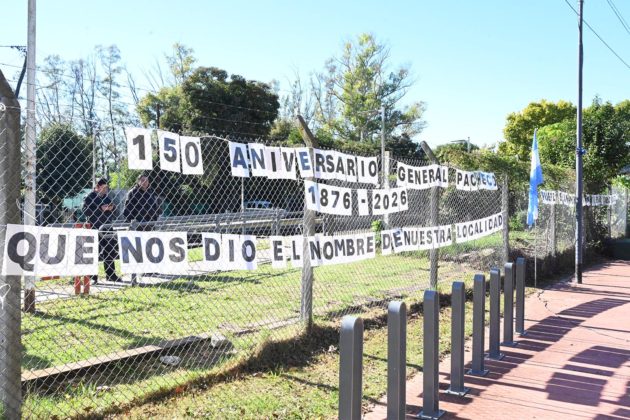 150 ANIVERSARIO GENERAL PACHECO
1876-2026
QUE NOS DIO EL NOMBRE DE NUESTRA LOCALIDAD